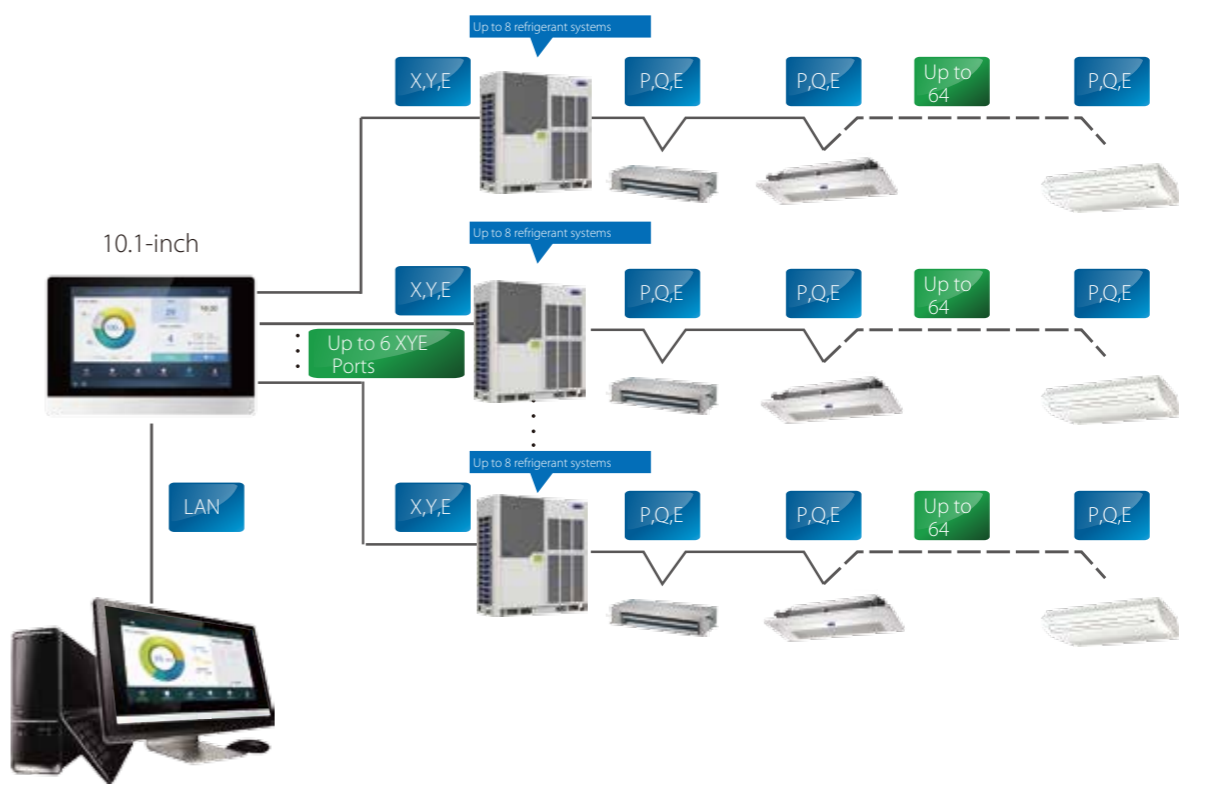 Up to 8 refrigerant systems
X,Y,E
P,Q,E
P,Q,E
Up to
64
P,Q,E
10.1-inch
Up to 8 refrigerant systems
X,Y,E
P,Q,E
P,Q,E
Up to
64
P,Q,E
Up to 6 XYE
Ports
Up to 8 refrigerant systems
LAN
X,Y,E
P,Q,E
P,Q,E
Up to
64
P,Q,E